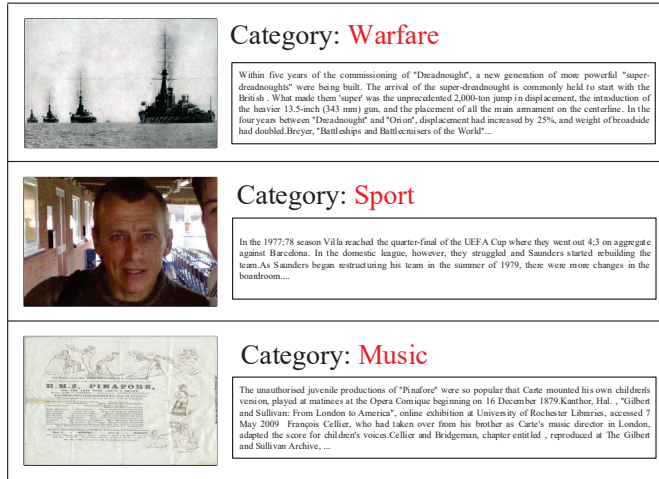 Category: Warfare
Within five years of the commissioning of "Dreadnought", a new generation of more powerful "super-
dreadnoughts" were being built. The arrival of the super-dreadnought is commonly held to start with the
British . What made them 'super' was the unprecedented 2,000-ton jump in displacement, the introduction of
the heavier 13.5-inch (343 mm) gun, and the placement of all the main armament on the centerline. In the
four years between "Dreadnought" and "Orion", displacement had increased by 25%, and weight of broadside
had doubled.Breyer, "Battleships and Battlecruisers of the World"...
Category: Sport
In the 1977;78 season Villa reached the quarter-final of the UEFA Cup where they went out 4;3 on aggregate
against Barcelona. In the domestic league, however, they struggled and Saunders started rebuilding the
team.As Saunders began restructuring his team in the summer of 1979, there were more changes in the
boardroom....
Category: Music
H.M.S. PINAFORE,
The unauthorised juvenile productions of "Pinafore" were so popular that Carte mounted his own children's
version, played at matinees at the Opera Comique beginning on 16 December 1879.Kanthor, Hal. , "Gilbert
and Sullivan: From London to America", online exhibition at University of Rochester Libraries, accessed 7
May 2009 François Cellier, who had taken over from his brother as Carte's music director in London,
adapted the score for children's voices.Cellier and Bridgeman, chapter entitled , reproduced at The Gilbert
and Sullivan Archive, ...